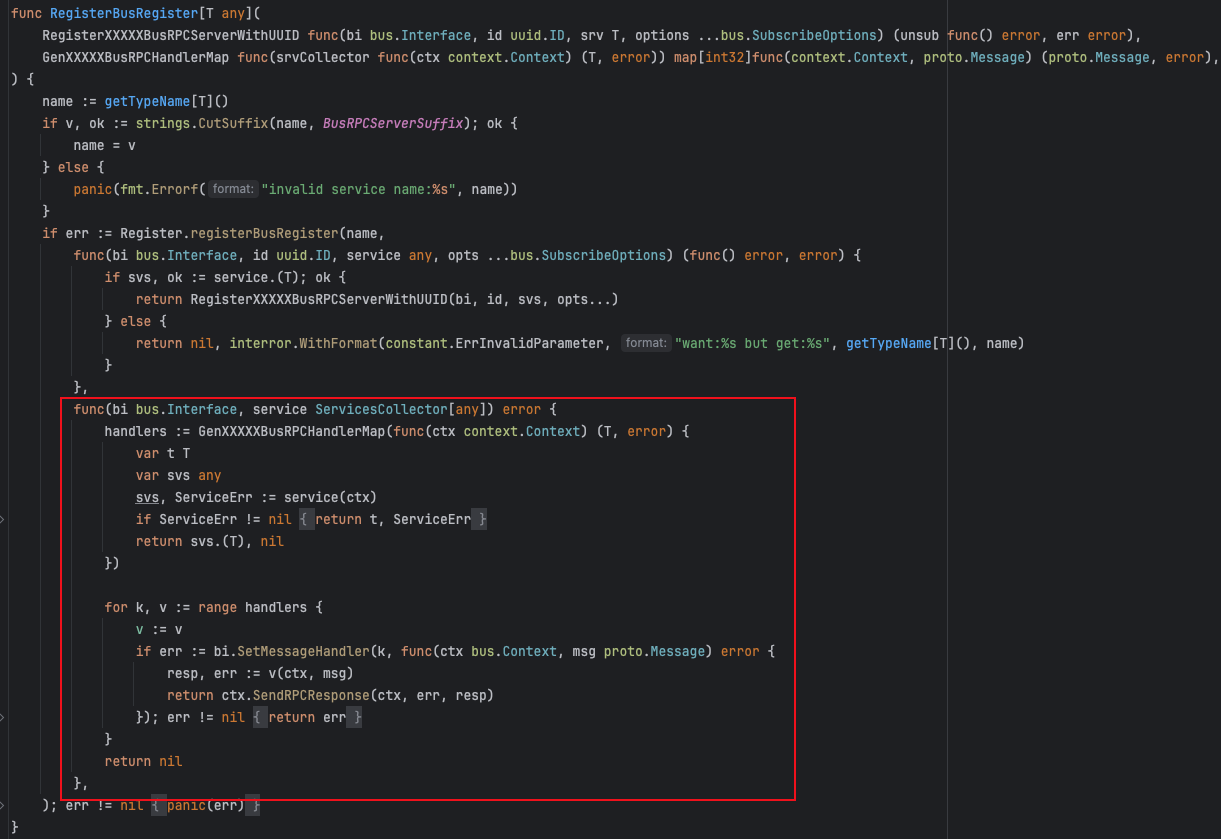 func RegisterBusRegister[T any](
    RegisterXXXXXBusRPCServerWithUUID func(bi bus.Interface, id uuid.ID, srv T, options ...bus.SubscribeOptions) (unsub func() error, err error),
    GenXXXXXBusRPCHandlerMap func(srvCollector func(ctx context.Context) (T, error)) map[int32]func(context.Context, proto.Message) (proto.Message, error),
) {
    name := getTypeName[T]()
    if v, ok := strings.CutSuffix(name, BusRPCServerSuffix); ok {
        name = v
    } else {
        panic(fmt.Errorf( format: "invalid service name:%s", name))
    }
    if err := Register.registerBusRegister(name,
        func(bi bus.Interface, id uuid.ID, service any, opts ...bus.SubscribeOptions) (func() error, error) {
            if svs, ok := service.(T); ok {
                return RegisterXXXXXBusRPCServerWithUUID(bi, id, svs, opts...)
            } else {
                return nil, interror.WithFormat(constant.ErrInvalidParameter, format: "want:%s but get:%s", getTypeName[T](), name)
            }
        },
        func(bi bus.Interface, service ServicesCollector[any]) error {
            handlers := GenXXXXXBusRPCHandlerMap(func(ctx context.Context) (T, error) {
                var t T
                var svs any
                svs, ServiceErr := service(ctx)
                if ServiceErr != nil { return t, ServiceErr }
                return svs.(T), nil
            })

            for k, v := range handlers {
                v := v
                if err := bi.SetMessageHandler(k, func(ctx bus.Context, msg proto.Message) error {
                    resp, err := v(ctx, msg)
                    return ctx.SendRPCResponse(ctx, err, resp)
                }); err != nil { return err }
            }
            return nil
        },
    ); err != nil { panic(err) }
}